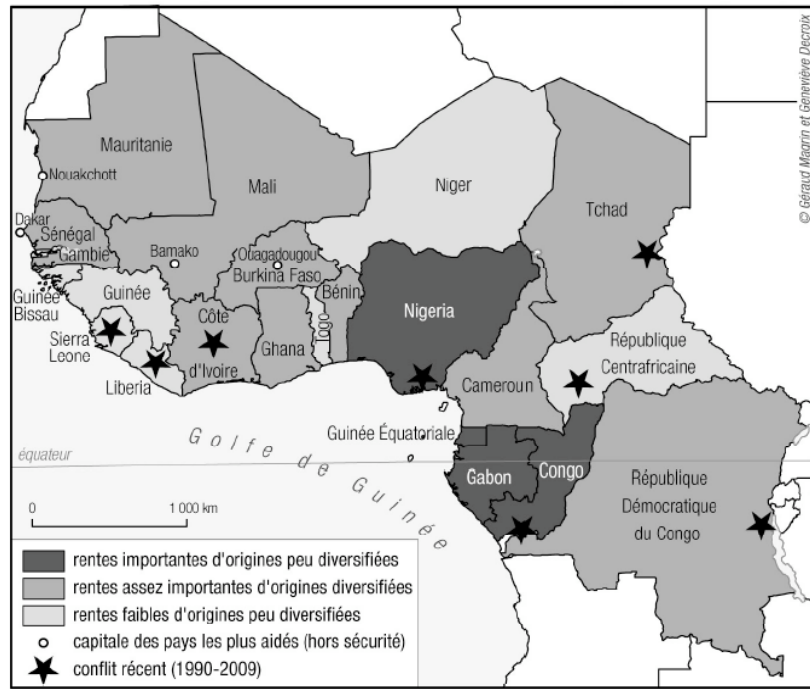 © Géraud Magrin et Geneviève Decroix
Mauritanie
Nouakchott
Mali
Niger
Tchad
Dakar
Sénégal
Gambie
Bamako
Ouagadougou
Burkina Faso
Bénin
Guinée
Bissau
Guinée
Côte
d'Ivoire
Ghana
Togo
Nigeria
Sierra
Leone
Liberia
Cameroun
République
Centrafricaine
Guinée Équatoriale
Golfe de Guinée
équateur
Gabon
Congo
République
Démocratique
du Congo
0 1 000 km
rentes importantes d'origines peu diversifiées
rentes assez importantes d'origines diversifiées
rentes faibles d'origines peu diversifiées
capitale des pays les plus aidés (hors sécurité)
conflit récent (1990-2009)